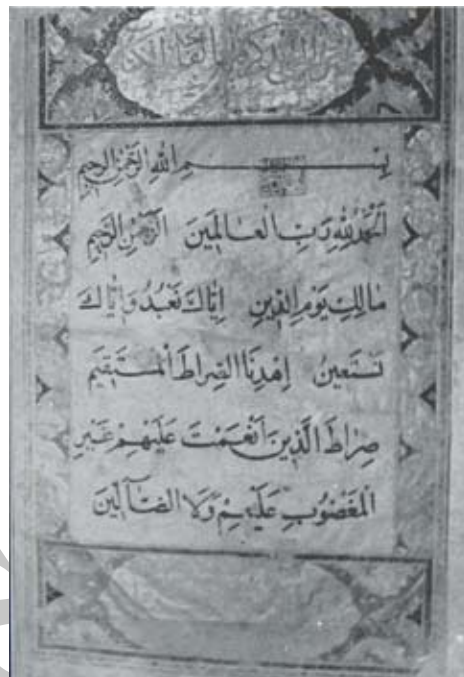 بسم الله الرحمن الرحيم
الحمد لله رب العالمين الرحمن الرحيم
مالك يوم الدين إياك نعبد وإياك
نستعين اهدنا الصراط المستقيم
صراط الذين أنعمت عليهم غير
المغضوب عليهم ولا الضالين